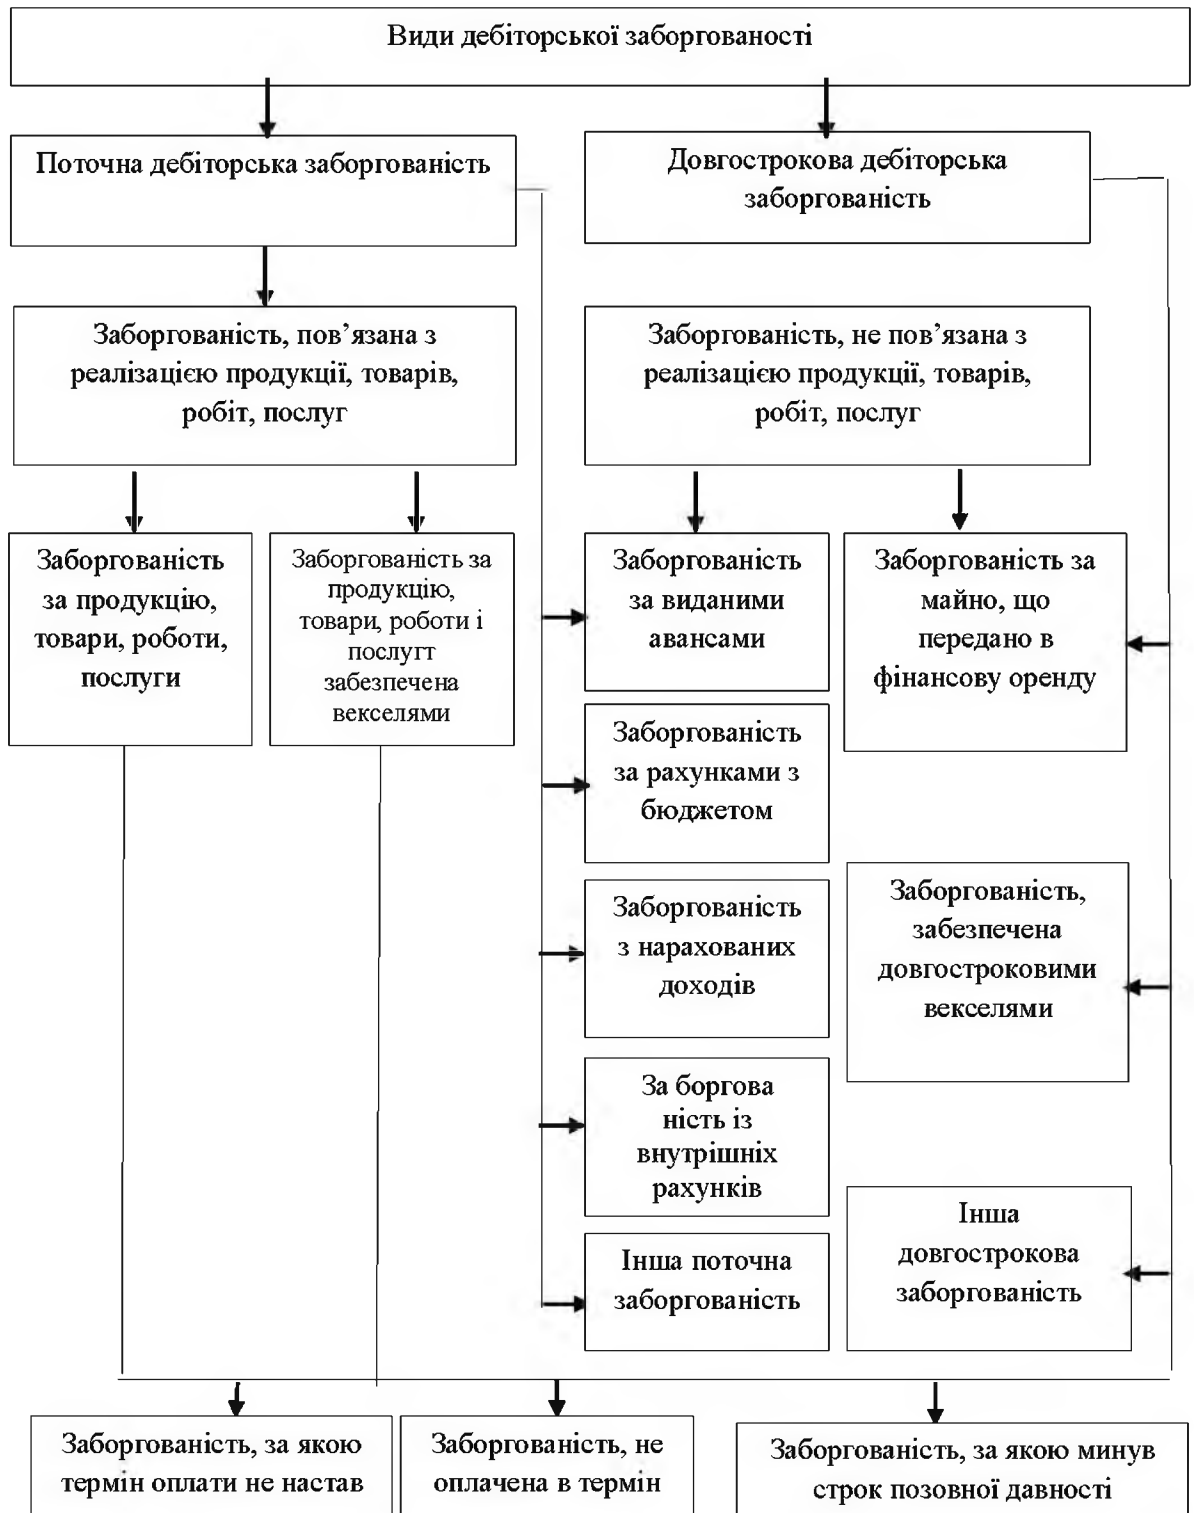 Види дебіторської заборгованості
Поточна дебіторська заборгованість
Довгострокова дебіторська
заборгованість
Заборгованість, пов’язана з
реалізацією продукції, товарів,
робіт, послуг
Заборгованість, не пов’язана з
реалізацією продукції, товарів,
робіт, послуг
Заборгованість
за продукцію,
товари, роботи,
послуги
Заборгованість за
продукцію,
товари, роботи і
послугт
забезпечена
векселями
Заборгованість
за виданими
авансами
Заборгованість за
майно, що
передано в
фінансову оренду
Заборгованість
за рахунками з
бюджетом
Заборгованість
з нарахованих
доходів
Заборгованість,
забезпечена
довгостроковими
векселями
За боргова
ність із
внутрішніх
рахунків
Інша поточна
заборгованість
Інша
довгострокова
заборгованість
Заборгованість, за якою
термін оплати не настав
Заборгованість, не
оплачена в термін
Заборгованість, за якою минув
строк позовної давності